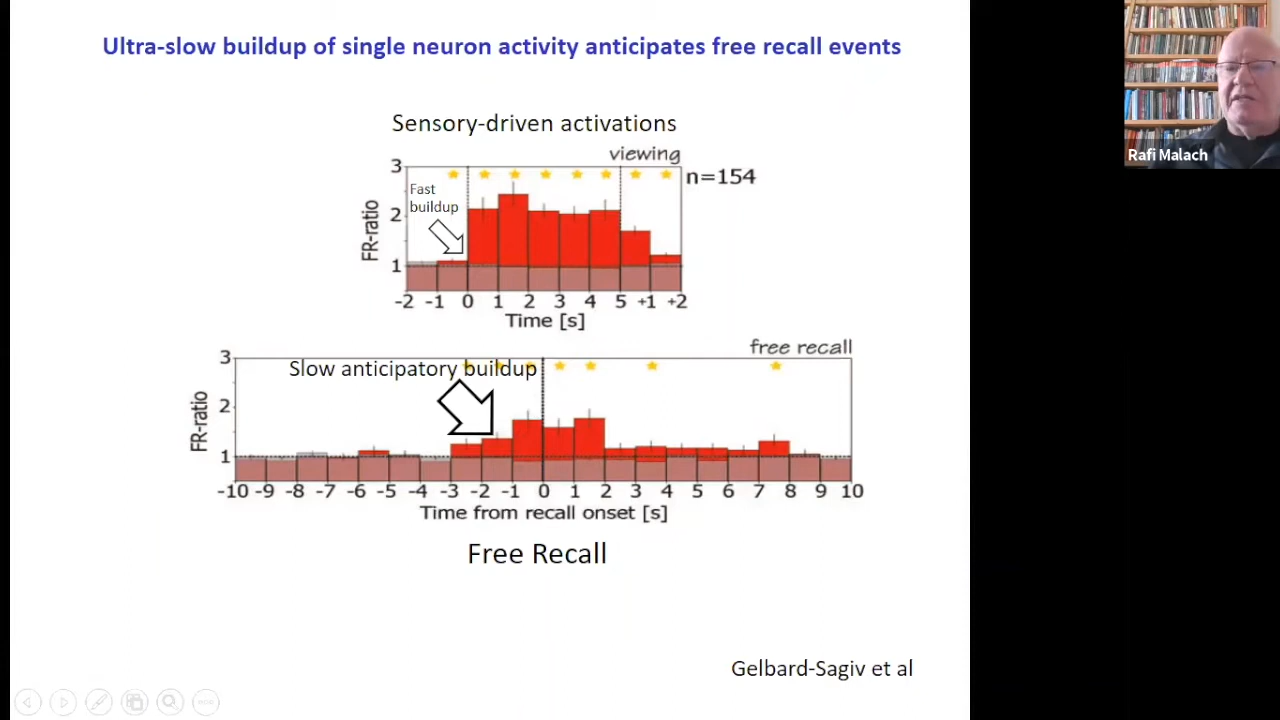 Ultra-slow buildup of single neuron activity anticipates free recall events
Rafi Malach
Sensory-driven activations
viewing
n=154
Fast
buildup
FR-ratio
3
2
1
-2 -1 0 1 2 3 4 5 +1 +2
Time [s]
free recall
Slow anticipatory buildup
FR-ratio
3
2
1
-10 -9 -8 -7 -6 -5 -4 -3 -2 -1 0 1 2 3 4 5 6 7 8 9 10
Time from recall onset [s]
Free Recall
Gelbard-Sagiv et al